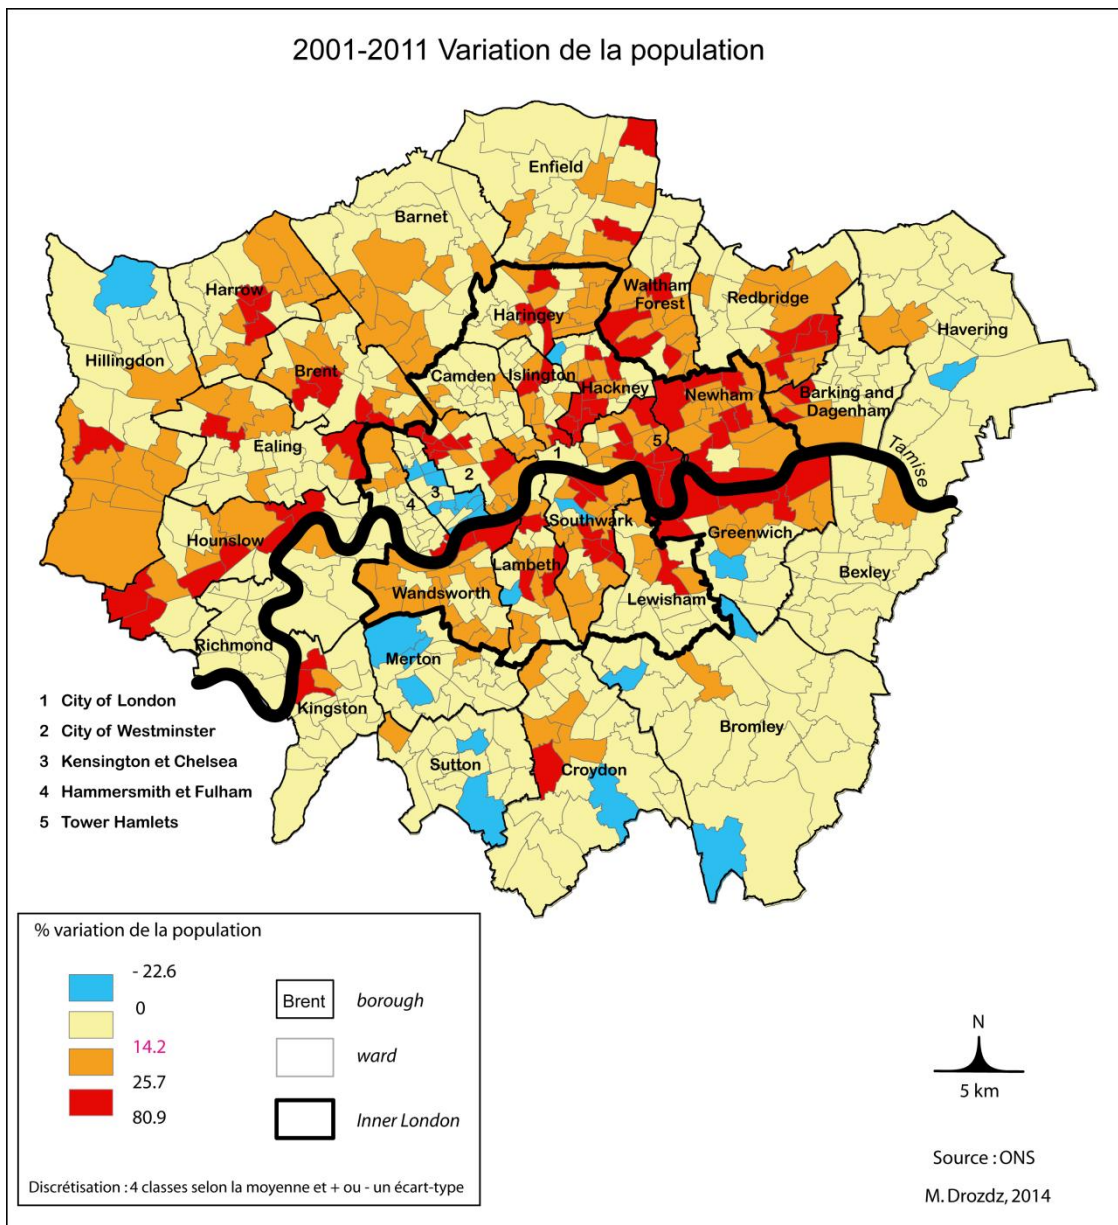 2001-2011 Variation de la population
Enfield
Barnet
Harrow
Haringey
Waltham
Forest
Redbridge
Havering
Hillingdon
Brent
Camden
Islington
Hackney
Newham
Barking and
Dagenham
Ealing
5
1
2
3
4
Tamise
Hounslow
Southwark
Greenwich
Lambeth
Bexley
Wandsworth
Lewisham
Richmond
Merton
Kingston
Bromley
Sutton
Croydon
1 City of London
2 City of Westminster
3 Kensington et Chelsea
4 Hammersmith et Fulham
5 Tower Hamlets
% variation de la population
- 22.6
0
14.2
25.7
80.9
Brent borough
ward
Inner London
Discrétisation : 4 classes selon la moyenne et + ou - un écart-type
N
5 km
Source : ONS
M. Drozdz, 2014